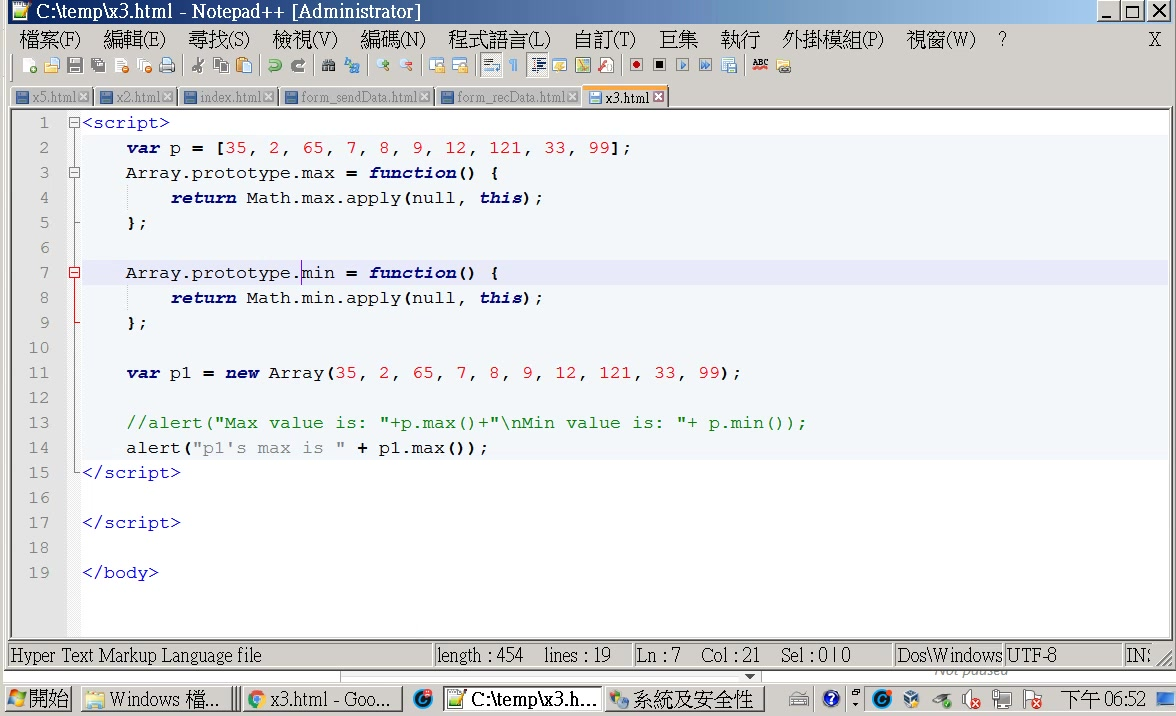 C:\temp\x3.html - Notepad++ [Administrator]
檔案(F) 編輯(E) 尋找(S) 檢視(V) 編碼(N) 程式語言(L) 自訂(T) 巨集 執行 外掛模組(P) 視窗(W) ? X
ABC
x5.html x2.html index.html form_sendData.html form_recData.html x3.html
1 <script>
2 var p = [35, 2, 65, 7, 8, 9, 12, 121, 33, 99];
3 Array.prototype.max = function() {
4 return Math.max.apply(null, this);
5 };
6
7 Array.prototype.min = function() {
8 return Math.min.apply(null, this);
9 };
10
11 var p1 = new Array(35, 2, 65, 7, 8, 9, 12, 121, 33, 99);
12
13 //alert("Max value is: "+p.max()+"\nMin value is: "+ p.min());
14 alert("p1's max is " + p1.max());
15 </script>
16
17 </script>
18
19 </body>
Hyper Text Markup Language file length : 454 lines : 19 Ln : 7 Col : 21 Sel : 0 | 0 Dos\Windows UTF-8 INS
Not paused
開始 Windows 檔... x3.html - Goo... C:\temp\x3.h... 系統及安全性 下午 06:52